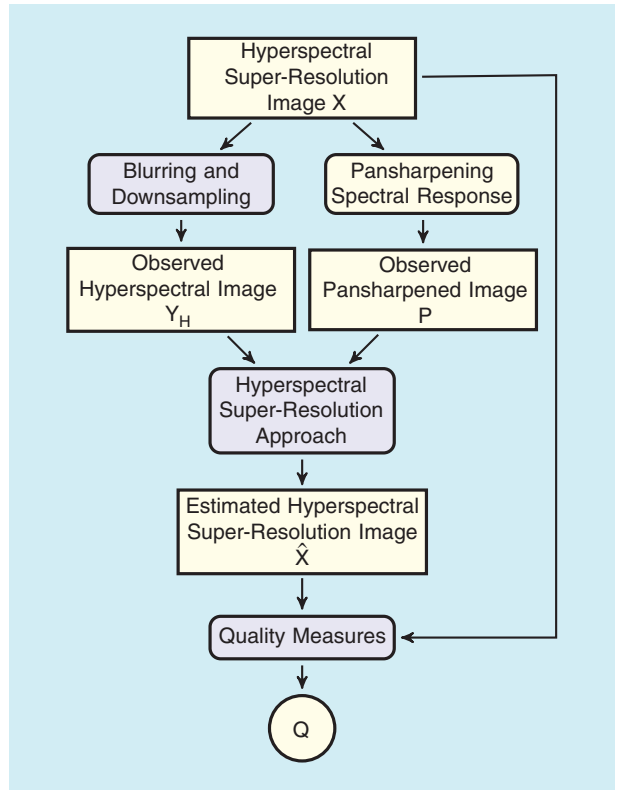 Hyperspectral
Super-Resolution
Image X
Blurring and
Downsampling
Pansharpening
Spectral Response
Observed
Hyperspectral Image
Y_H
Observed
Pansharpened Image
P
Hyperspectral
Super-Resolution
Approach
Estimated Hyperspectral
Super-Resolution Image
X̂
Quality Measures
Q